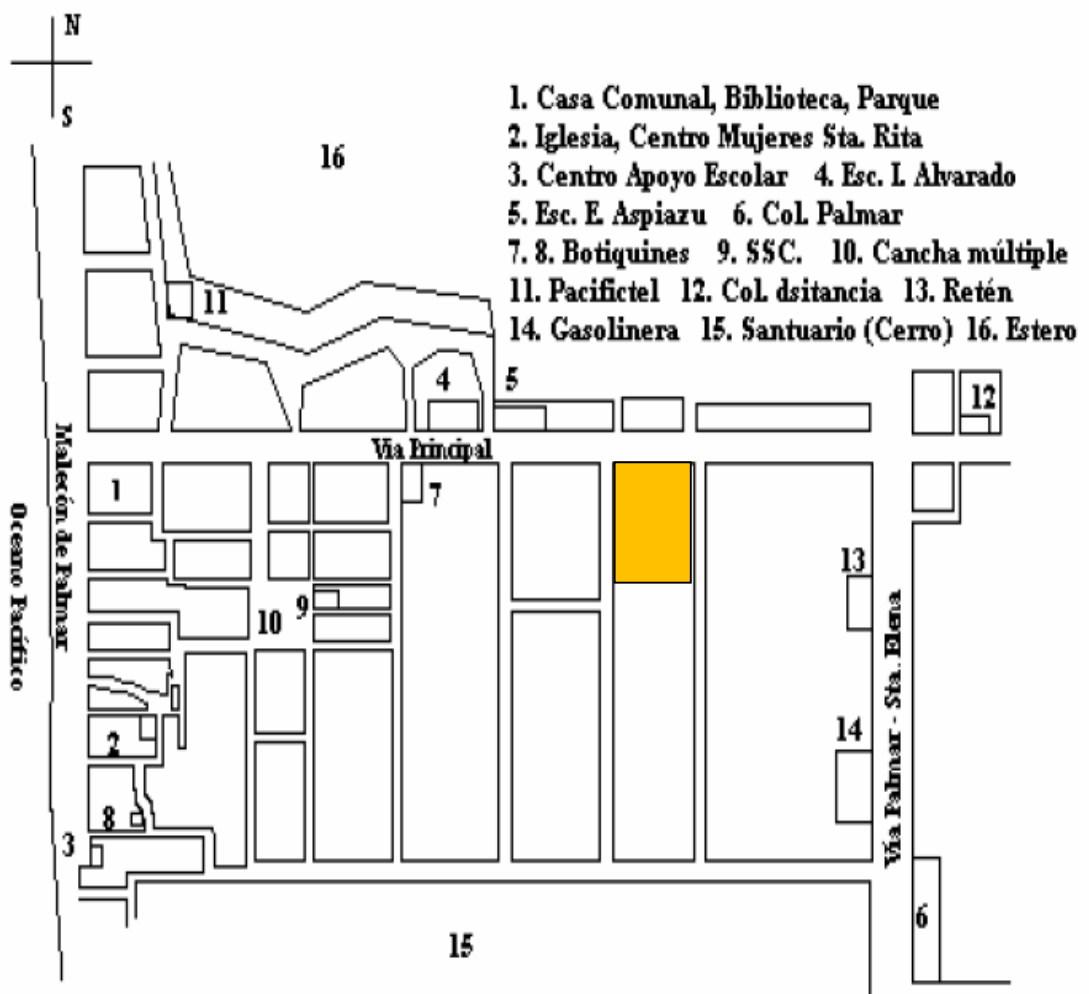 N
S
1. Casa Comunal, Biblioteca, Parque
2. Iglesia, Centro Mujeres Sta. Rita
3. Centro Apoyo Escolar 4. Esc. I. Alvarado
5. Esc. E. Aspiazu 6. Col. Palmar
7. 8. Botiquines 9. SSC. 10. Cancha múltiple
11. Pacifictel 12. Col. dsitancia 13. Retén
14. Gasolinera 15. Santuario (Cerro) 16. Estero
16
11
4
5
12
Via Principal
1
7
13
9
10
Malecón de Palmar
Oceano Pacífico
Vía Palmar - Sta. Elena
2
14
8
3
6
15